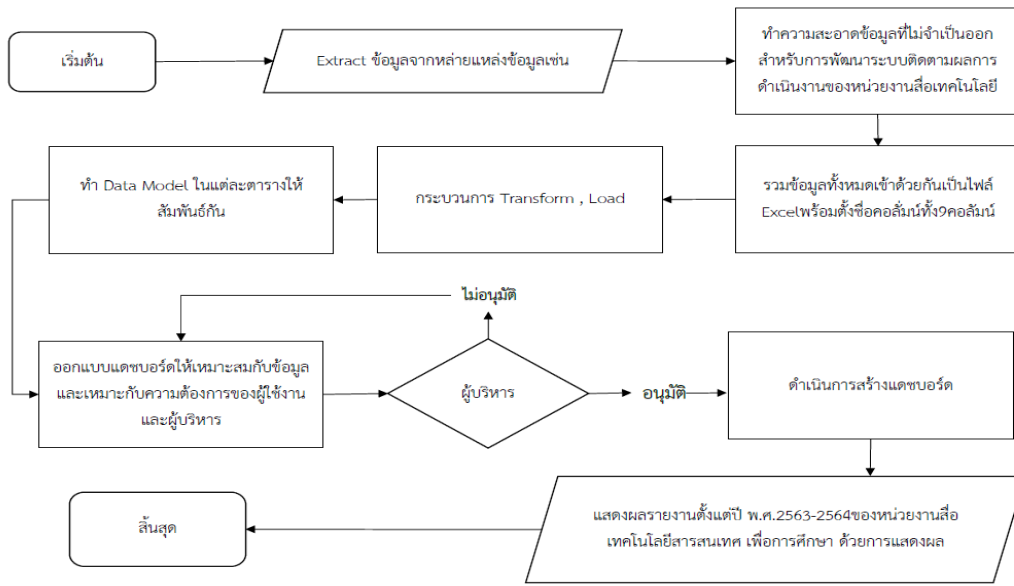 เริ่มต้น
Extract ข้อมูลจากหล่ายแหล่งข้อมูลเช่น
ทำความสะอาดข้อมูลที่ไม่จำเป็นออก
สำหรับการพัฒนาระบบติดตามผลการ
ดำเนินงานของหน่วยงานสื่อเทคโนโลยี
รวมข้อมูลทั้งหมดเข้าด้วยกันเป็นไฟล์
Excelพร้อมตั้งชื่อคอลั่มน์ทั้ง9คอลัมน์
กระบวนการ Transform , Load
ทำ Data Model ในแต่ละตารางให้
สัมพันธ์กัน
ออกแบบแดชบอร์ดให้เหมาะสมกับข้อมูล
และเหมาะกับความต้องการของผู้ใช้งาน
และผู้บริหาร
ผู้บริหาร
ไม่อนุมัติ
อนุมัติ
ดำเนินการสร้างแดชบอร์ด
แสดงผลรายงานตั้งแต่ปี พ.ศ.2563-2564ของหน่วยงานสื่อ
เทคโนโลยีสารสนเทศ เพื่อการศึกษา ด้วยการแสดงผล
สิ้นสุด